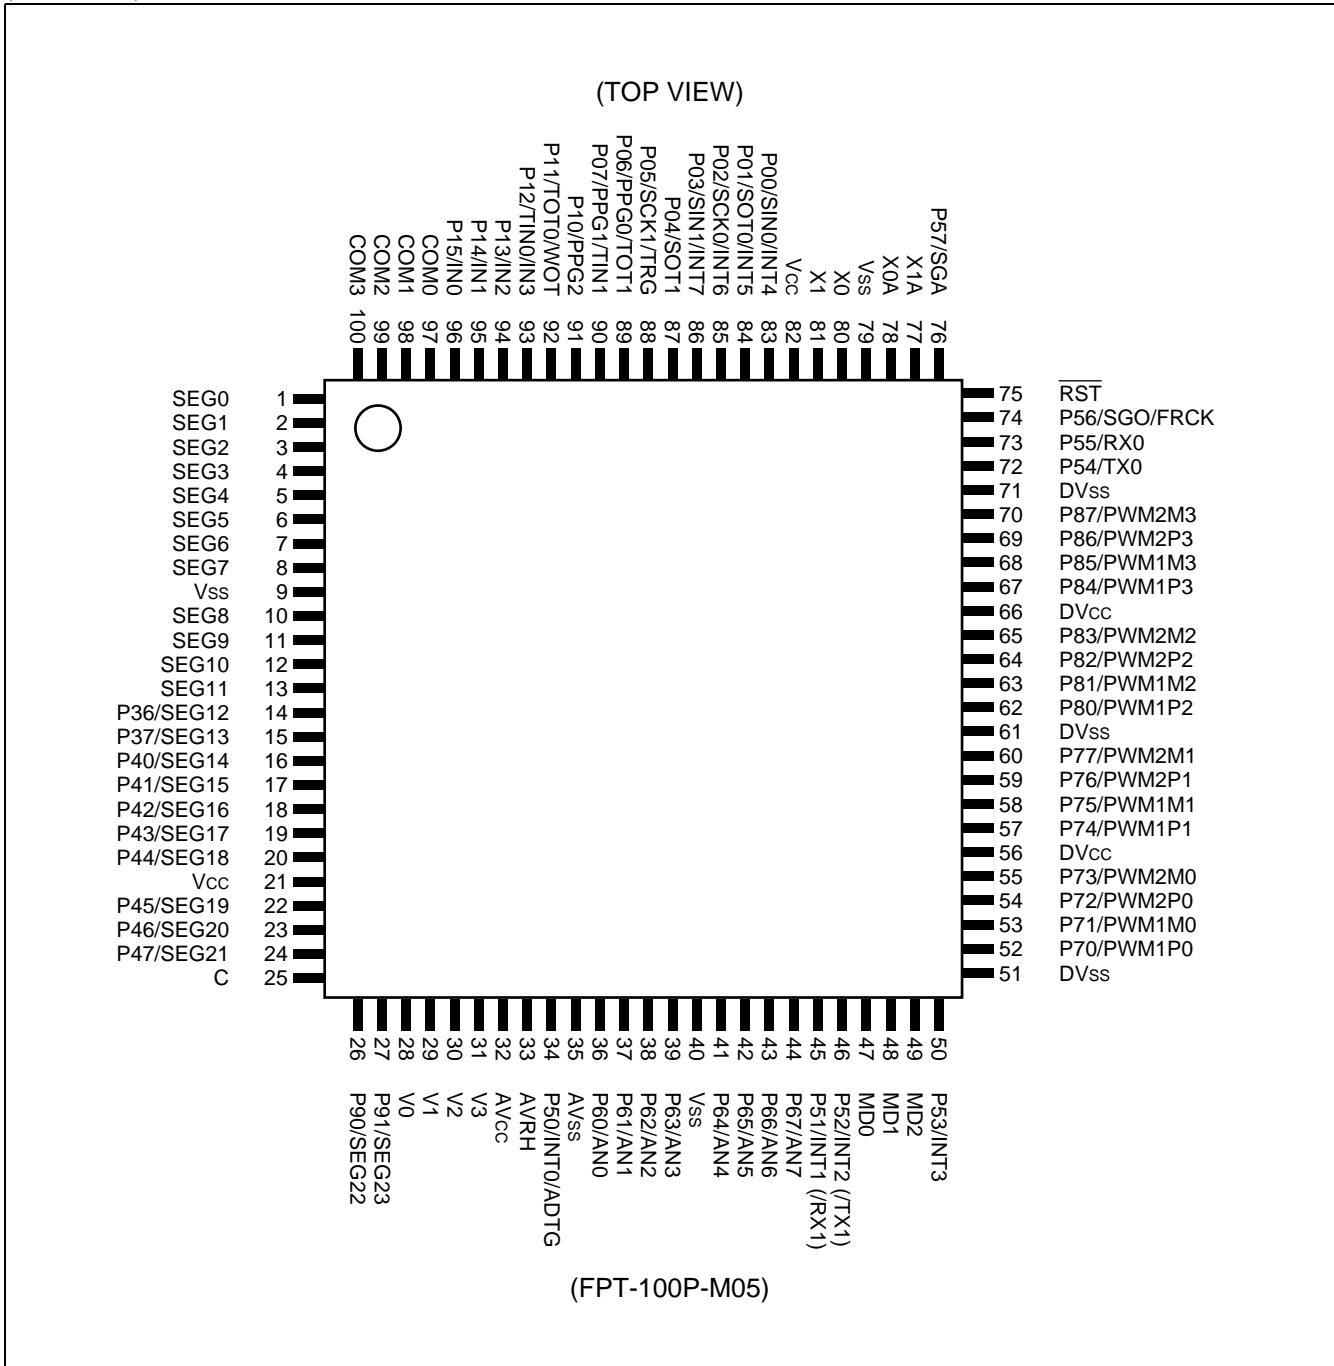 (TOP VIEW)
COM3 100
COM2 99
COM1 98
COM0 97
P15/IN0 96
P14/IN1 95
P13/IN2 94
P12/TIN0/IN3 93
P11/TOT0/WOT 92
P10/PPG2 91
P07/PPG1/TIN1 90
P06/PPG0/TOT1 89
P05/SCK1/TRG 88
P04/SOT1 87
P03/SIN1/INT7 86
P02/SCK0/INT6 85
P01/SOT0/INT5 84
P00/SIN0/INT4 83
Vcc 82
X1 81
X0 80
Vss 79
X0A 78
X1A 77
P57/SGA 76
SEG0 1
SEG1 2
SEG2 3
SEG3 4
SEG4 5
SEG5 6
SEG6 7
SEG7 8
Vss 9
SEG8 10
SEG9 11
SEG10 12
SEG11 13
P36/SEG12 14
P37/SEG13 15
P40/SEG14 16
P41/SEG15 17
P42/SEG16 18
P43/SEG17 19
P44/SEG18 20
Vcc 21
P45/SEG19 22
P46/SEG20 23
P47/SEG21 24
C 25
75 RST
74 P56/SGO/FRCK
73 P55/RX0
72 P54/TX0
71 DVss
70 P87/PWM2M3
69 P86/PWM2P3
68 P85/PWM1M3
67 P84/PWM1P3
66 DVcc
65 P83/PWM2M2
64 P82/PWM2P2
63 P81/PWM1M2
62 P80/PWM1P2
61 DVss
60 P77/PWM2M1
59 P76/PWM2P1
58 P75/PWM1M1
57 P74/PWM1P1
56 DVcc
55 P73/PWM2M0
54 P72/PWM2P0
53 P71/PWM1M0
52 P70/PWM1P0
51 DVss
26 P90/SEG22
27 P91/SEG23
28 V0
29 V1
30 V2
31 V3
32 AVcc
33 AVRH
34 P50/INT0/ADTG
35 AVss
36 P60/AN0
37 P61/AN1
38 P62/AN2
39 P63/AN3
40 Vss
41 P64/AN4
42 P65/AN5
43 P66/AN6
44 P67/AN7
45 P51/INT1 (/RX1)
46 P52/INT2 (/TX1)
47 MD0
48 MD1
49 MD2
50 P53/INT3
(FPT-100P-M05)